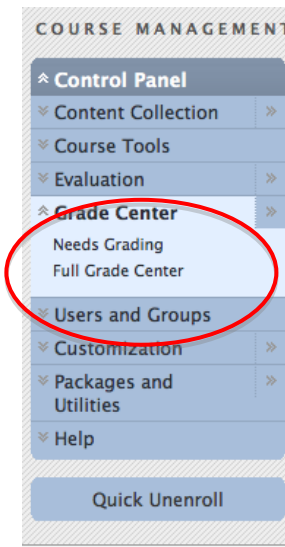 COURSE MANAGEMENT
Control Panel
Content Collection
Course Tools
Evaluation
Grade Center
Needs Grading
Full Grade Center
Users and Groups
Customization
Packages and
Utilities
Help
Quick Unenroll